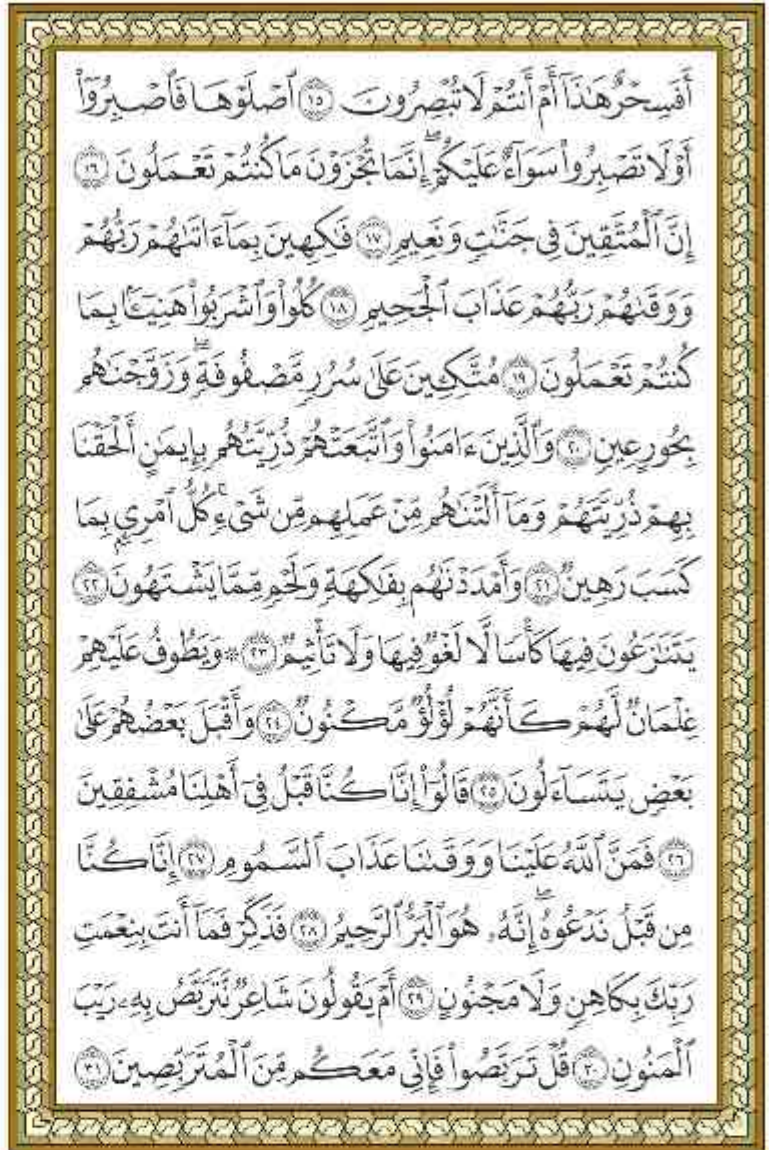 أَفَسِحْرٌ هَٰذَآ أَمْ أَنتُمْ لَا تُبْصِرُونَ ١٥ ٱصْلَوْهَا فَٱصْبِرُوٓا۟
أَوْ لَا تَصْبِرُوا۟ سَوَآءٌ عَلَيْكُمْ ۖ إِنَّمَا تُجْزَوْنَ مَا كُنتُمْ تَعْمَلُونَ ١٦
إِنَّ ٱلْمُتَّقِينَ فِى جَنَّٰتٍ وَنَعِيمٍ ١٧ فَٰكِهِينَ بِمَآ ءَاتَىٰهُمْ رَبُّهُمْ
وَوَقَىٰهُمْ رَبُّهُمْ عَذَابَ ٱلْجَحِيمِ ١٨ كُلُوا۟ وَٱشْرَبُوا۟ هَنِيٓـًٔۢا بِمَا
كُنتُمْ تَعْمَلُونَ ١٩ مُتَّكِـِٔينَ عَلَىٰ سُرُرٍ مَّصْفُوفَةٍ ۖ وَزَوَّجْنَٰهُم
بِحُورٍ عِينٍ ٢٠ وَٱلَّذِينَ ءَامَنُوا۟ وَٱتَّبَعَتْهُمْ ذُرِّيَّتُهُم بِإِيمَٰنٍ أَلْحَقْنَا
بِهِمْ ذُرِّيَّتَهُمْ وَمَآ أَلَتْنَٰهُم مِّنْ عَمَلِهِم مِّن شَىْءٍ ۚ كُلُّ ٱمْرِئٍۭ بِمَا
كَسَبَ رَهِينٌ ٢١ وَأَمْدَدْنَٰهُم بِفَٰكِهَةٍ وَلَحْمٍ مِّمَّا يَشْتَهُونَ ٢٢
يَتَنَٰزَعُونَ فِيهَا كَأْسًا لَّا لَغْوٌ فِيهَا وَلَا تَأْثِيمٌ ٢٣ ۞ وَيَطُوفُ عَلَيْهِمْ
غِلْمَانٌ لَّهُمْ كَأَنَّهُمْ لُؤْلُؤٌ مَّكْنُونٌ ٢٤ وَأَقْبَلَ بَعْضُهُمْ عَلَىٰ
بَعْضٍ يَتَسَآءَلُونَ ٢٥ قَالُوٓا۟ إِنَّا كُنَّا قَبْلُ فِىٓ أَهْلِنَا مُشْفِقِينَ
٢٦ فَمَنَّ ٱللَّهُ عَلَيْنَا وَوَقَىٰنَا عَذَابَ ٱلسَّمُومِ ٢٧ إِنَّا كُنَّا
مِن قَبْلُ نَدْعُوهُ ۖ إِنَّهُۥ هُوَ ٱلْبَرُّ ٱلرَّحِيمُ ٢٨ فَذَكِّرْ فَمَآ أَنتَ بِنِعْمَتِ
رَبِّكَ بِكَاهِنٍ وَلَا مَجْنُونٍ ٢٩ أَمْ يَقُولُونَ شَاعِرٌ نَّتَرَبَّصُ بِهِۦ رَيْبَ
ٱلْمَنُونِ ٣٠ قُلْ تَرَبَّصُوا۟ فَإِنِّى مَعَكُم مِّنَ ٱلْمُتَرَبِّصِينَ ٣١